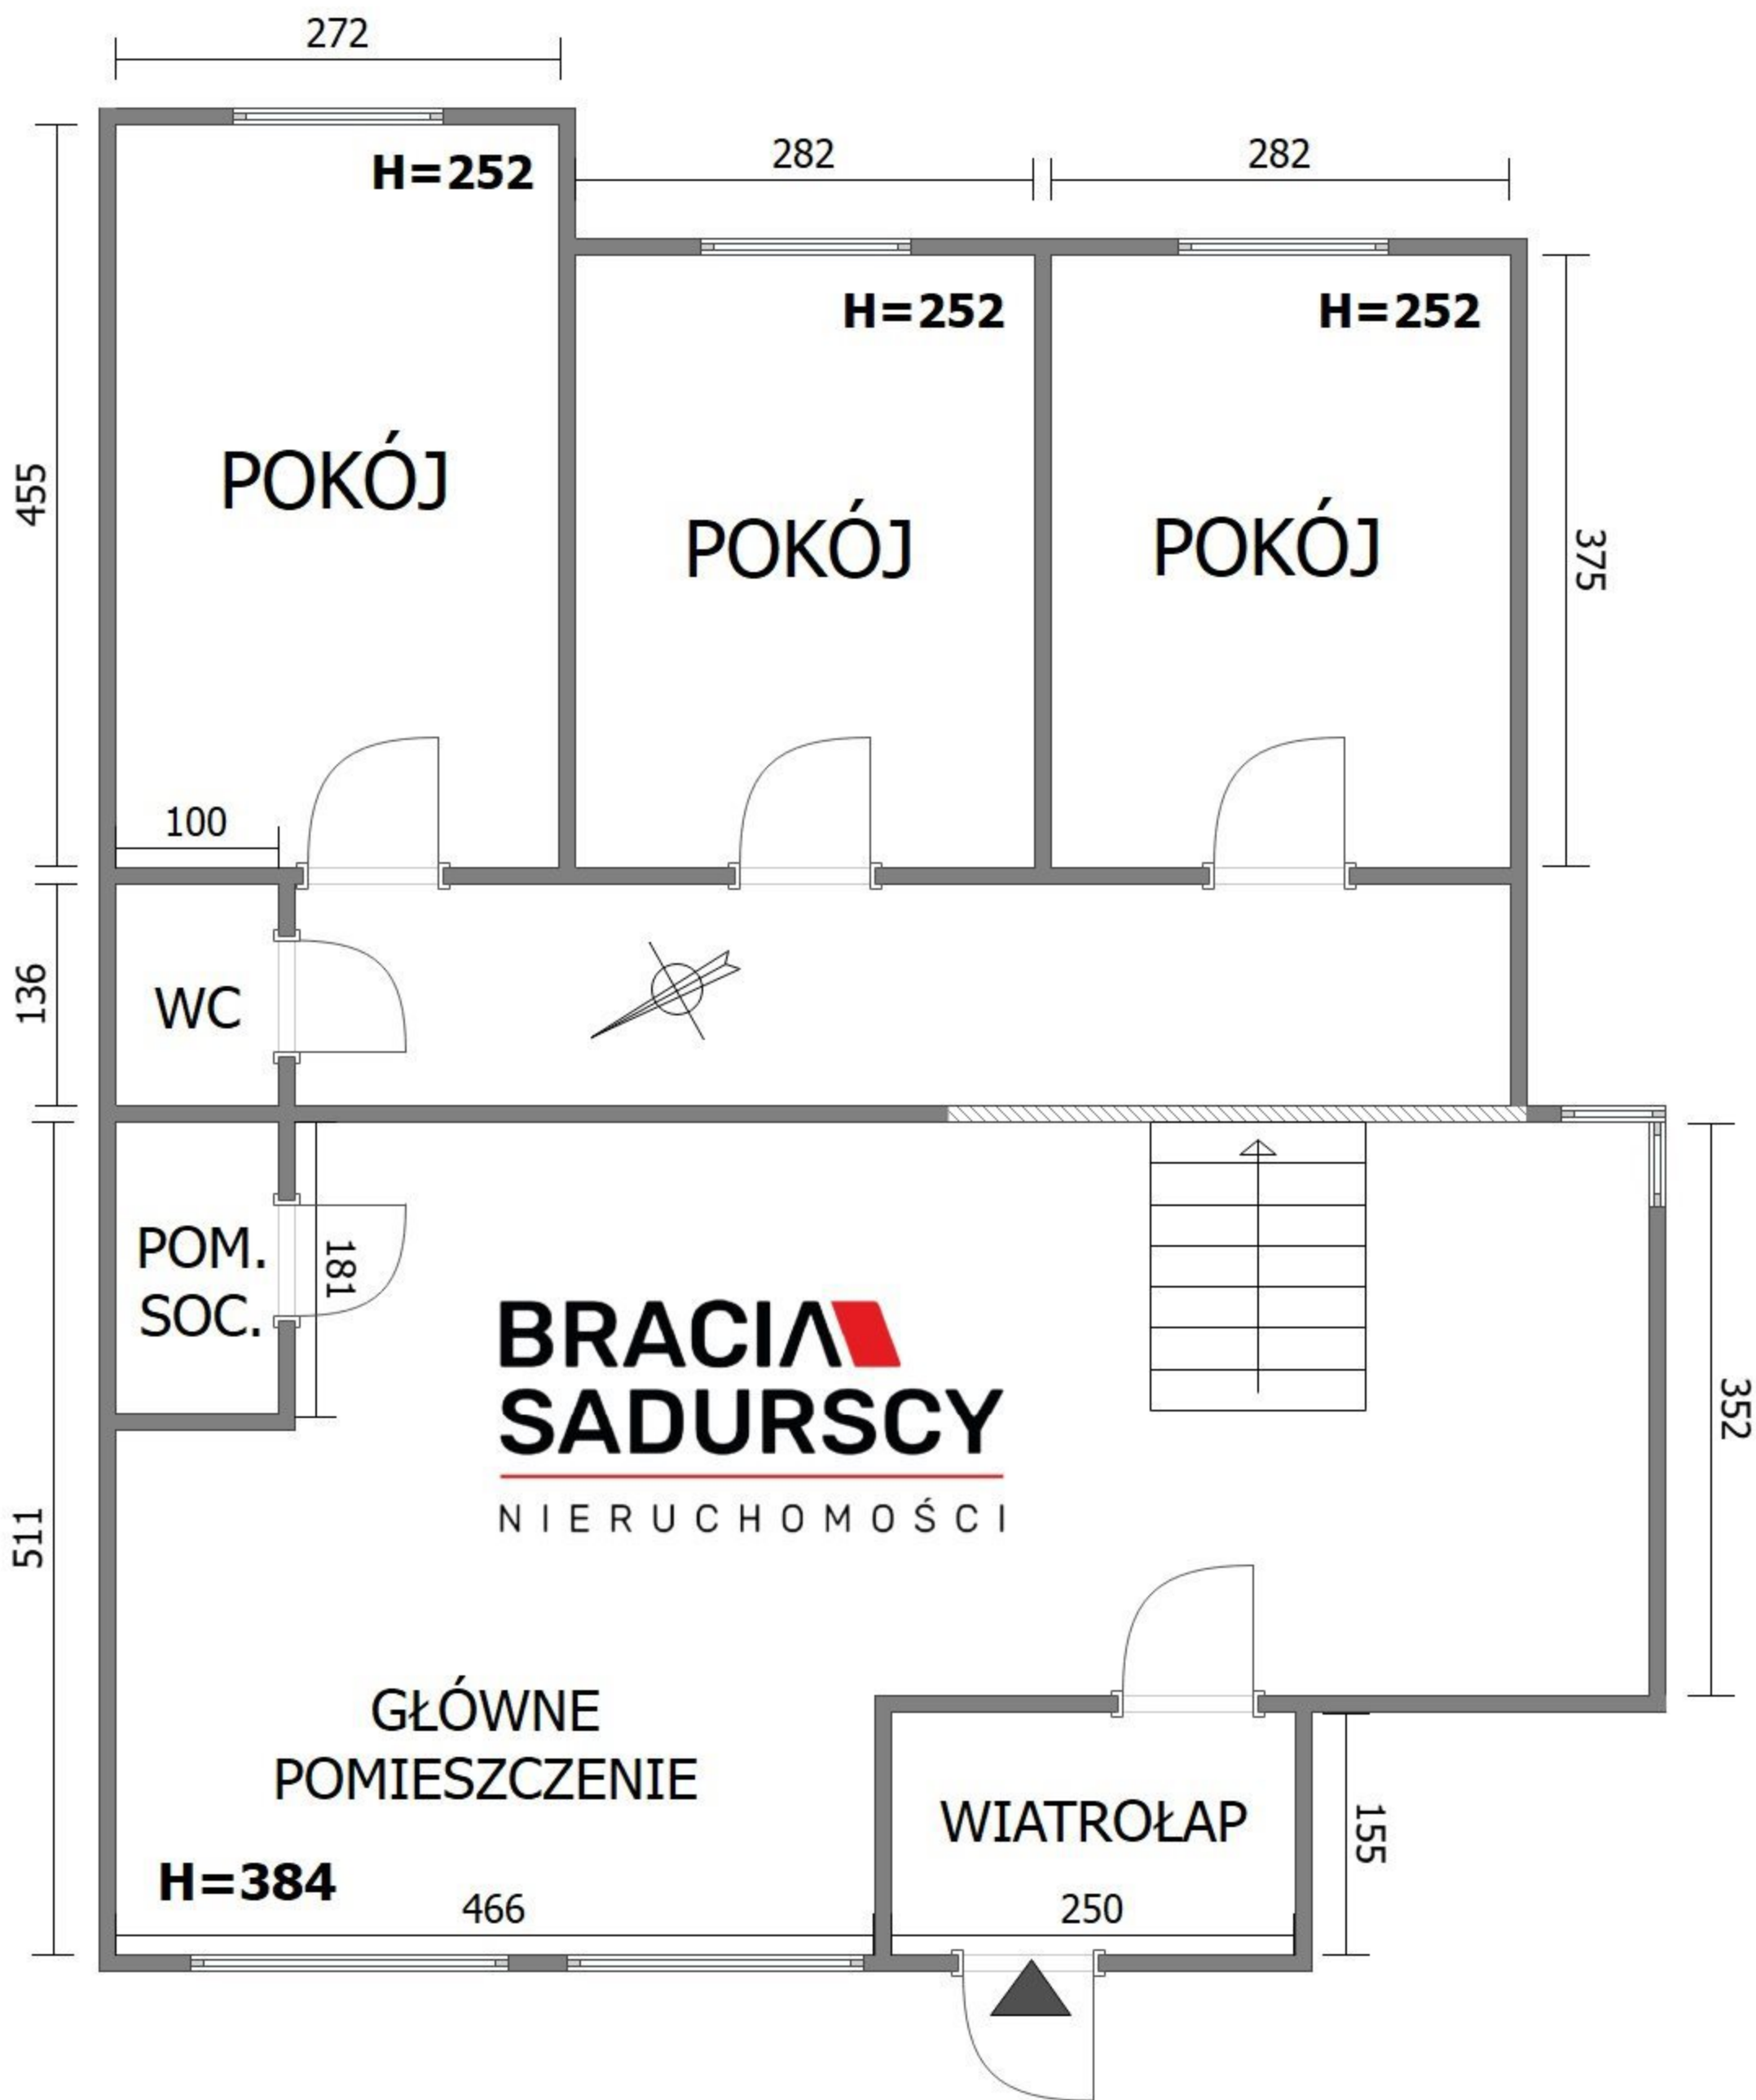 272
282
282
H=252
H=252
H=252
POKÓJ
POKÓJ
POKÓJ
455
375
100
136
WC
POM.
SOC.
181
BRACIA
SADURSCY
NIERUCHOMOŚCI
352
511
GŁÓWNE
POMIESZCZENIE
WIATROŁAP
155
H=384
466
250